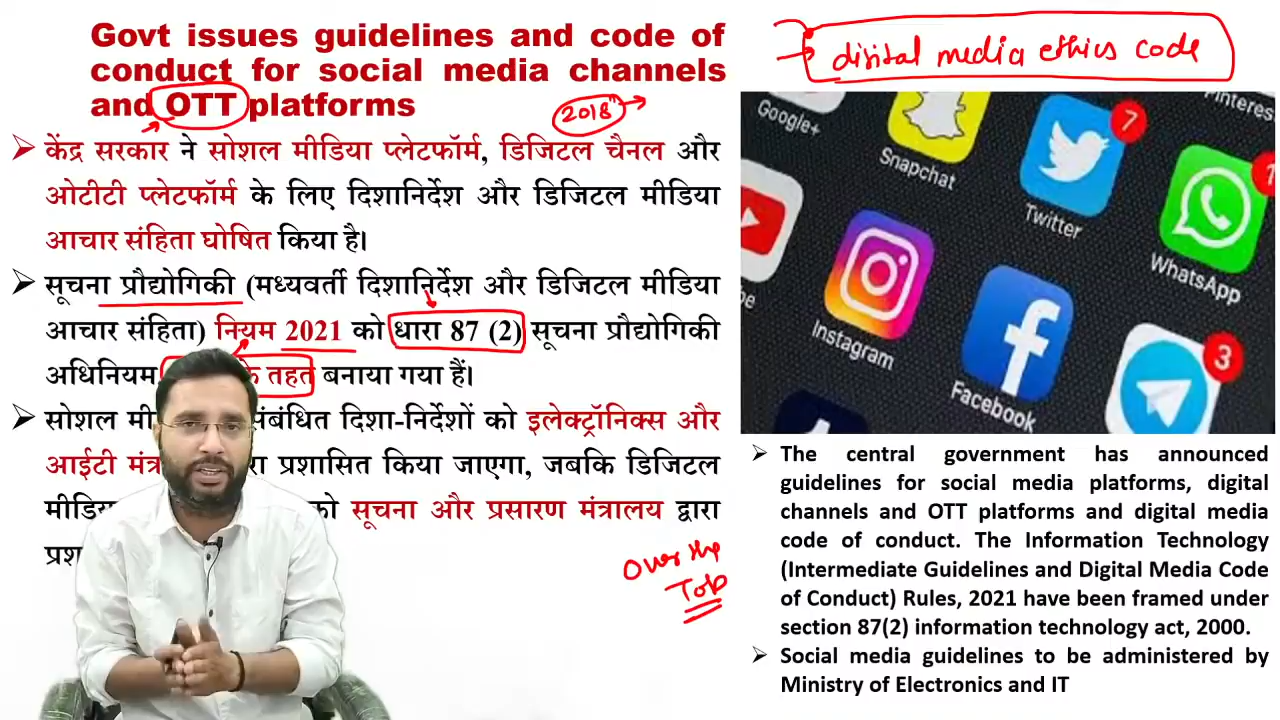 Govt issues guidelines and code of
conduct for social media channels
and OTT platforms
2018
केंद्र सरकार ने सोशल मीडिया प्लेटफॉर्म, डिजिटल चैनल और
ओटीटी प्लेटफॉर्म के लिए दिशानिर्देश और डिजिटल मीडिया
आचार संहिता घोषित किया है।
सूचना प्रौद्योगिकी (मध्यवर्ती दिशानिर्देश और डिजिटल मीडिया
आचार संहिता) नियम 2021 को धारा 87 (2) सूचना प्रौद्योगिकी
अधिनियम के तहत बनाया गया हैं।
सोशल संबंधित दिशा-निर्देशों को इलेक्ट्रॉनिक्स और
आईटी प्रशासित किया जाएगा, जबकि डिजिटल
को सूचना और प्रसारण मंत्रालय द्वारा
Over the
Top
digital media ethics code
Google+
Snapchat
7
Twitter
1
WhatsApp
Instagram
Facebook
3
The central government has announced
guidelines for social media platforms, digital
channels and OTT platforms and digital media
code of conduct. The Information Technology
(Intermediate Guidelines and Digital Media Code
of Conduct) Rules, 2021 have been framed under
section 87(2) information technology act, 2000.
Social media guidelines to be administered by
Ministry of Electronics and IT